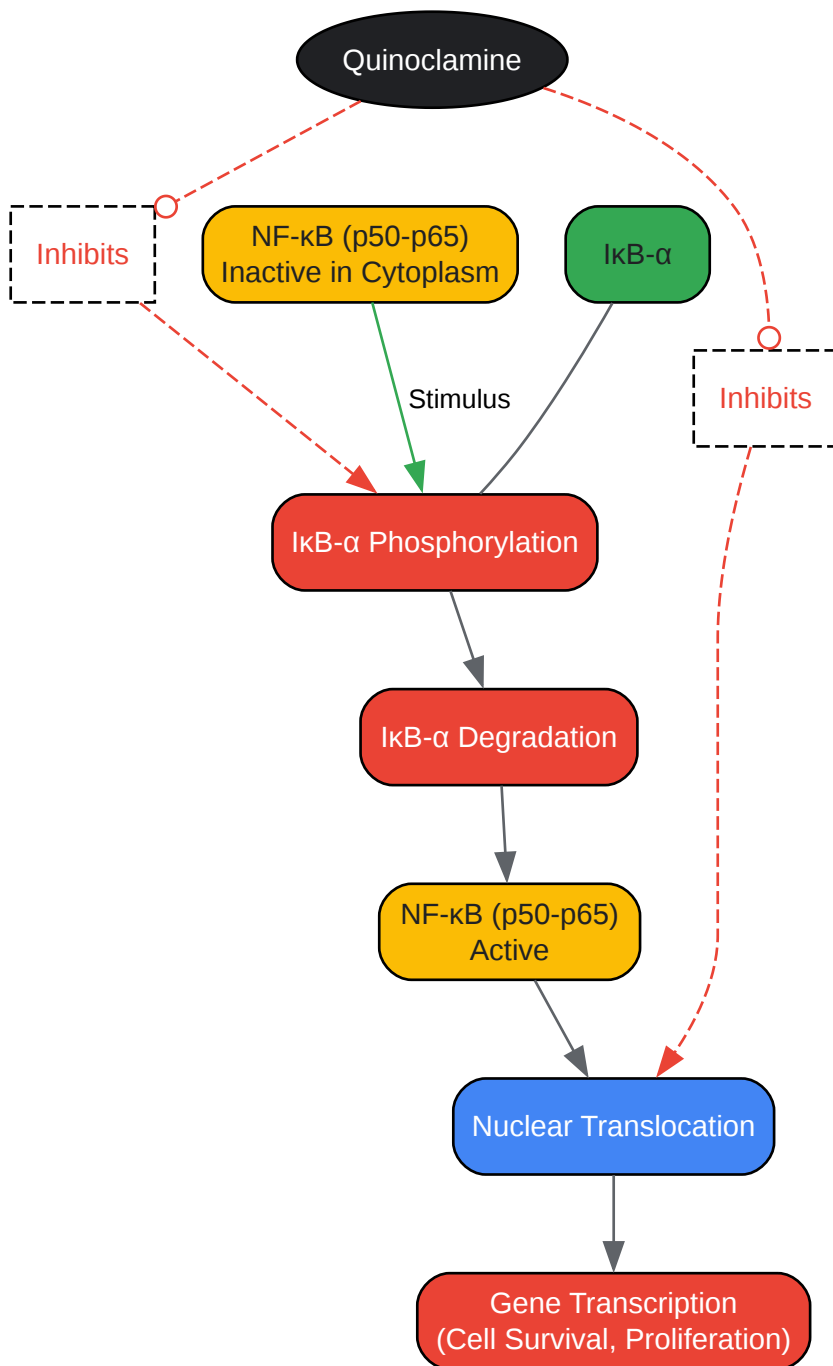 Quinoclamine
Inhibits
NF-κB (p50-p65)
Inactive in Cytoplasm
IκB-α
Stimulus
Inhibits
IκB-α Phosphorylation
IκB-α Degradation
NF-κB (p50-p65)
Active
Nuclear Translocation
Gene Transcription
(Cell Survival, Proliferation)